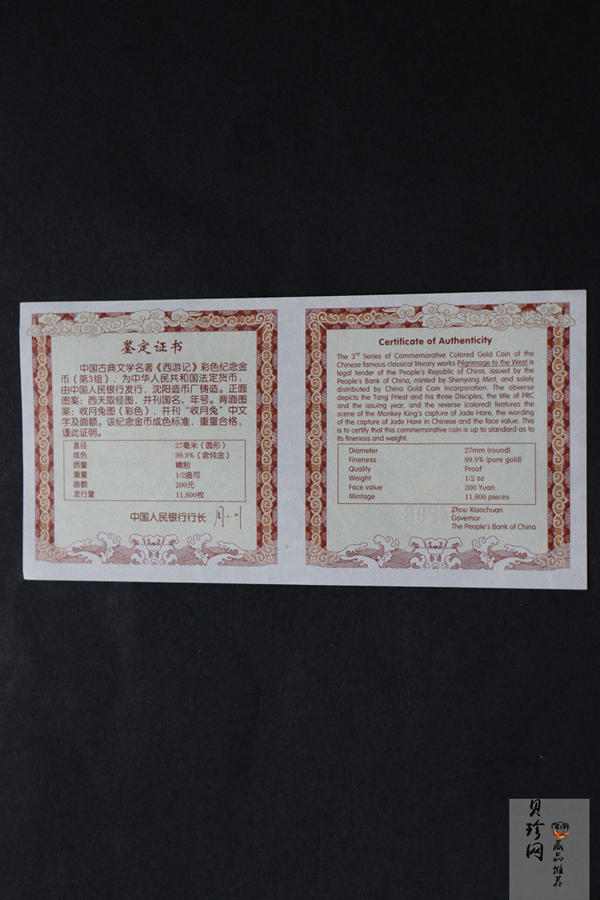 鉴定证书
中国古典文学名著《西游记》彩色纪念金
币（第3组），为中华人民共和国法定货币，
由中国人民银行发行，沈阳造币厂铸造。正面
图案：西天取经图，并刊国名、年号。背面图
案：收月兔图（彩色），并刊“收月兔”中文
字及面额。该纪念金币成色标准，重量合格，
谨此证明。
直径 27毫米（圆形）
成色 99.9%（含纯金）
质量 精制
重量 1/2盎司
面额 200元
发行量 11,800枚
中国人民银行行长
Certificate of Authenticity
The 3rd Series of Commemorative Colored Gold Coin of the
Chinese famous classical literary works Pilgrimage to the West is
legal tender of the People's Republic of China, issued by the
People's Bank of China, minted by Shenyang Mint, and solely
distributed by China Gold Coin Incorporation. The obverse
depicts the Tang Priest and his three Disciples, the title of PRC
and the issuing year, and the reverse (colored) features the
scene of the Monkey King's capture of Jade Hare, the wording
of the capture of Jade Hare in Chinese and the face value. This
is to certify that this commemorative coin is up to standard as to
its fineness and weight.
Diameter 27mm (round)
Fineness 99.9% (pure gold)
Quality Proof
Weight 1/2 oz
Face value 200 Yuan
Mintage 11,800 pieces
Zhou Xiaochuan
Governor
The People's Bank of China
贝珍网
藏品推荐